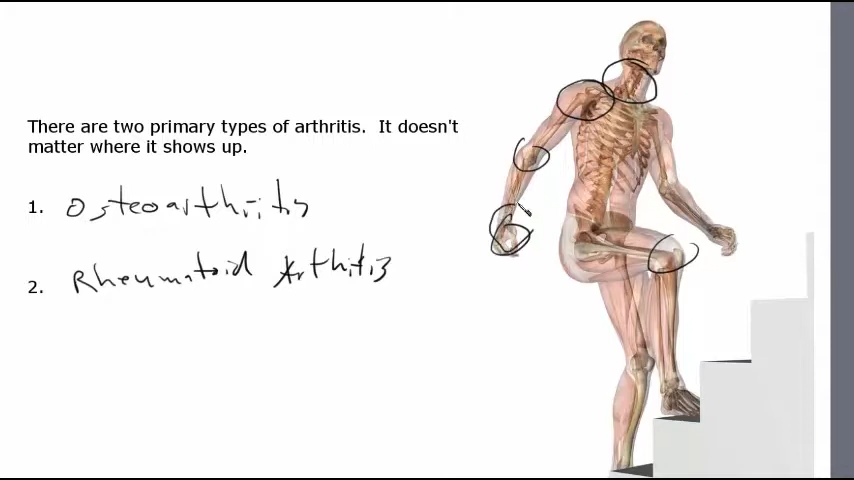 There are two primary types of arthritis. It doesn't
matter where it shows up.
1. Osteoarthritis
2. Rheumatoid Arthritis